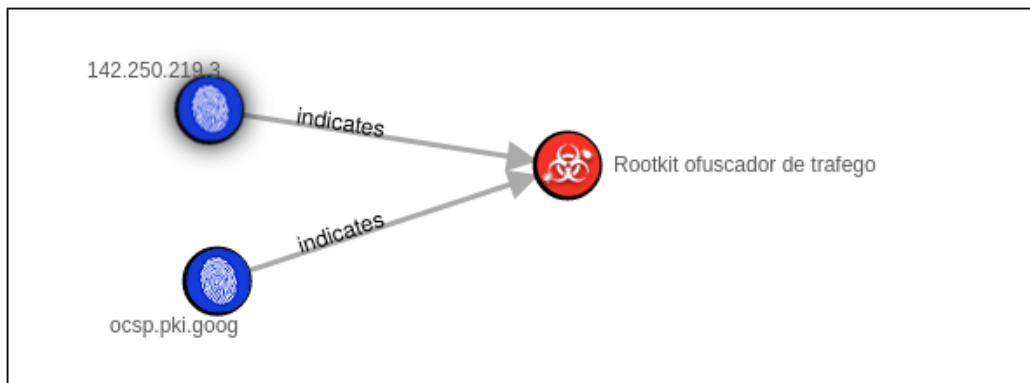 142.250.219.3
indicates
Rootkit ofuscador de trafego
indicates
ocsp.pki.goog